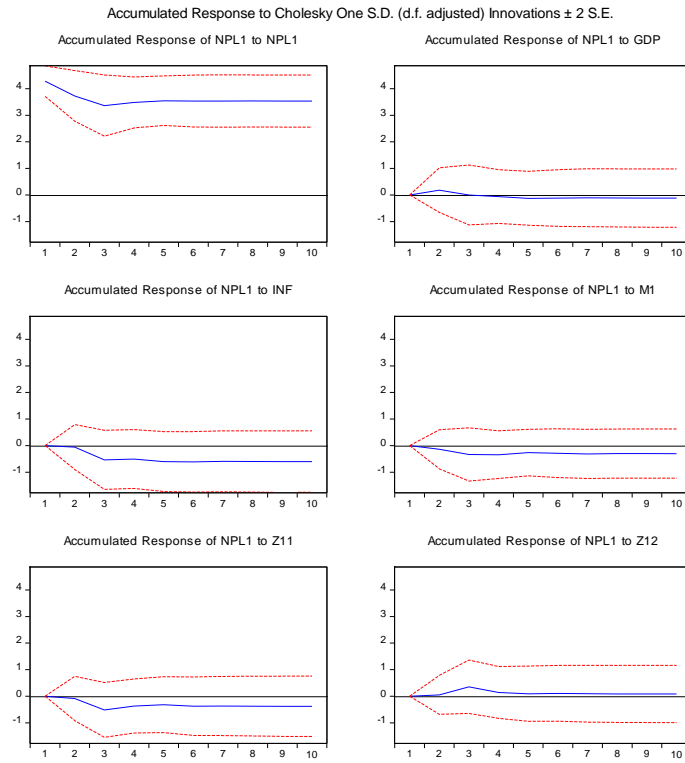 Accumulated Response to Cholesky One S.D. (d.f. adjusted) Innovations ± 2 S.E.
Accumulated Response of NPL1 to NPL1
4
3
2
1
0
-1
1 2 3 4 5 6 7 8 9 10
Accumulated Response of NPL1 to GDP
4
3
2
1
0
-1
1 2 3 4 5 6 7 8 9 10
Accumulated Response of NPL1 to INF
4
3
2
1
0
-1
1 2 3 4 5 6 7 8 9 10
Accumulated Response of NPL1 to M1
4
3
2
1
0
-1
1 2 3 4 5 6 7 8 9 10
Accumulated Response of NPL1 to Z11
4
3
2
1
0
-1
1 2 3 4 5 6 7 8 9 10
Accumulated Response of NPL1 to Z12
4
3
2
1
0
-1
1 2 3 4 5 6 7 8 9 10